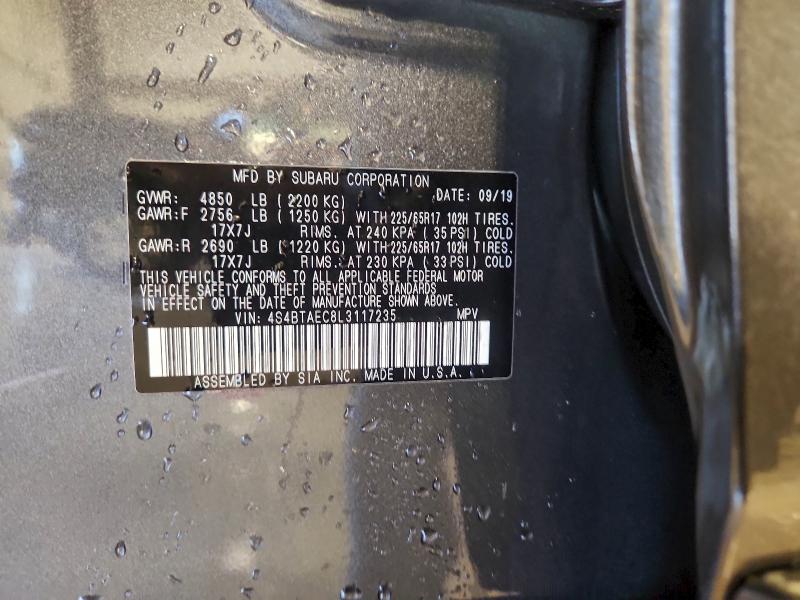 MFD BY SUBARU CORPORATION
GVWR: 4850 LB ( 2200 KG) DATE: 09/19
GAWR:F 2756 LB ( 1250 KG) WITH 225/65R17 102H TIRES.
17X7J RIMS. AT 240 KPA ( 35 PSI) COLD
GAWR:R 2690 LB ( 1220 KG) WITH 225/65R17 102H TIRES.
17X7J RIMS. AT 230 KPA ( 33 PSI) COLD
THIS VEHICLE CONFORMS TO ALL APPLICABLE FEDERAL MOTOR
VEHICLE SAFETY AND THEFT PREVENTION STANDARDS
IN EFFECT ON THE DATE OF MANUFACTURE SHOWN ABOVE.
VIN: 4S4BTAEC8L3117235 MPV
ASSEMBLED BY SIA INC. MADE IN U.S.A.